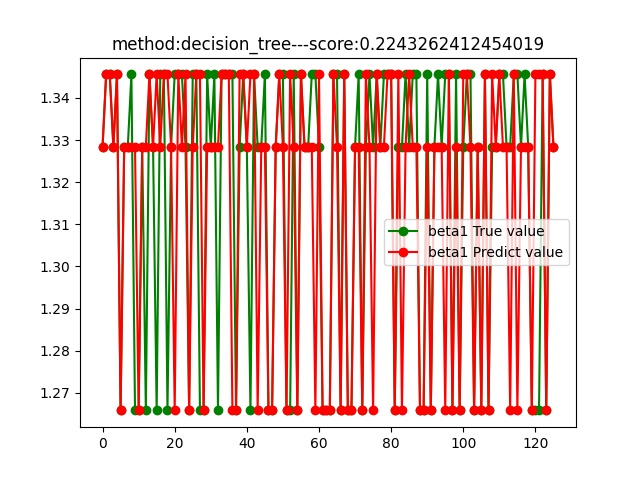 method:decision_tree---score:0.2243262412454019
1.34
1.33
1.32
1.31
1.30
1.29
1.28
1.27
beta1 True value
beta1 Predict value
0 20 40 60 80 100 120